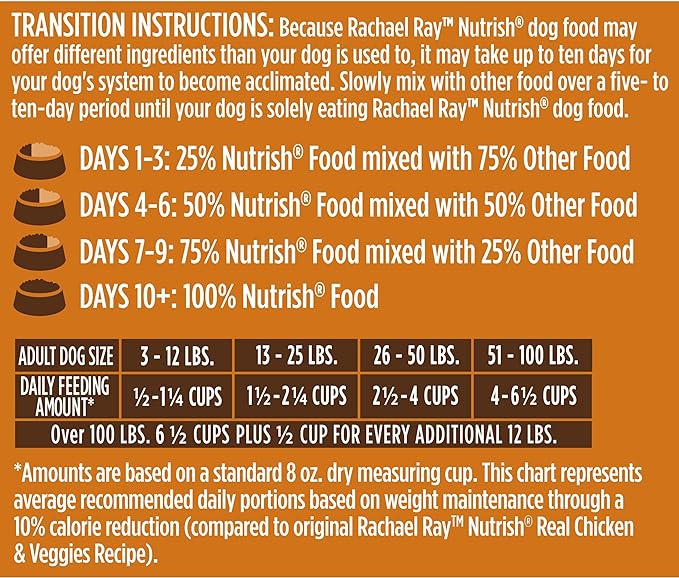 TRANSITION INSTRUCTIONS: Because Rachael Ray™ Nutrish® dog food may
offer different ingredients than your dog is used to, it may take up to ten days for
your dog's system to become acclimated. Slowly mix with other food over a five- to
ten-day period until your dog is solely eating Rachael Ray™ Nutrish® dog food.
DAYS 1-3: 25% Nutrish® Food mixed with 75% Other Food
DAYS 4-6: 50% Nutrish® Food mixed with 50% Other Food
DAYS 7-9: 75% Nutrish® Food mixed with 25% Other Food
DAYS 10+: 100% Nutrish® Food
ADULT DOG SIZE 3 - 12 LBS. 13 - 25 LBS. 26 - 50 LBS. 51 - 100 LBS.
DAILY FEEDING AMOUNT* ½-1¼ CUPS 1½-2¼ CUPS 2½-4 CUPS 4-6½ CUPS
Over 100 LBS. 6 ½ CUPS PLUS ½ CUP FOR EVERY ADDITIONAL 12 LBS.
*Amounts are based on a standard 8 oz. dry measuring cup. This chart represents
average recommended daily portions based on weight maintenance through a
10% calorie reduction (compared to original Rachael Ray™ Nutrish® Real Chicken
& Veggies Recipe).